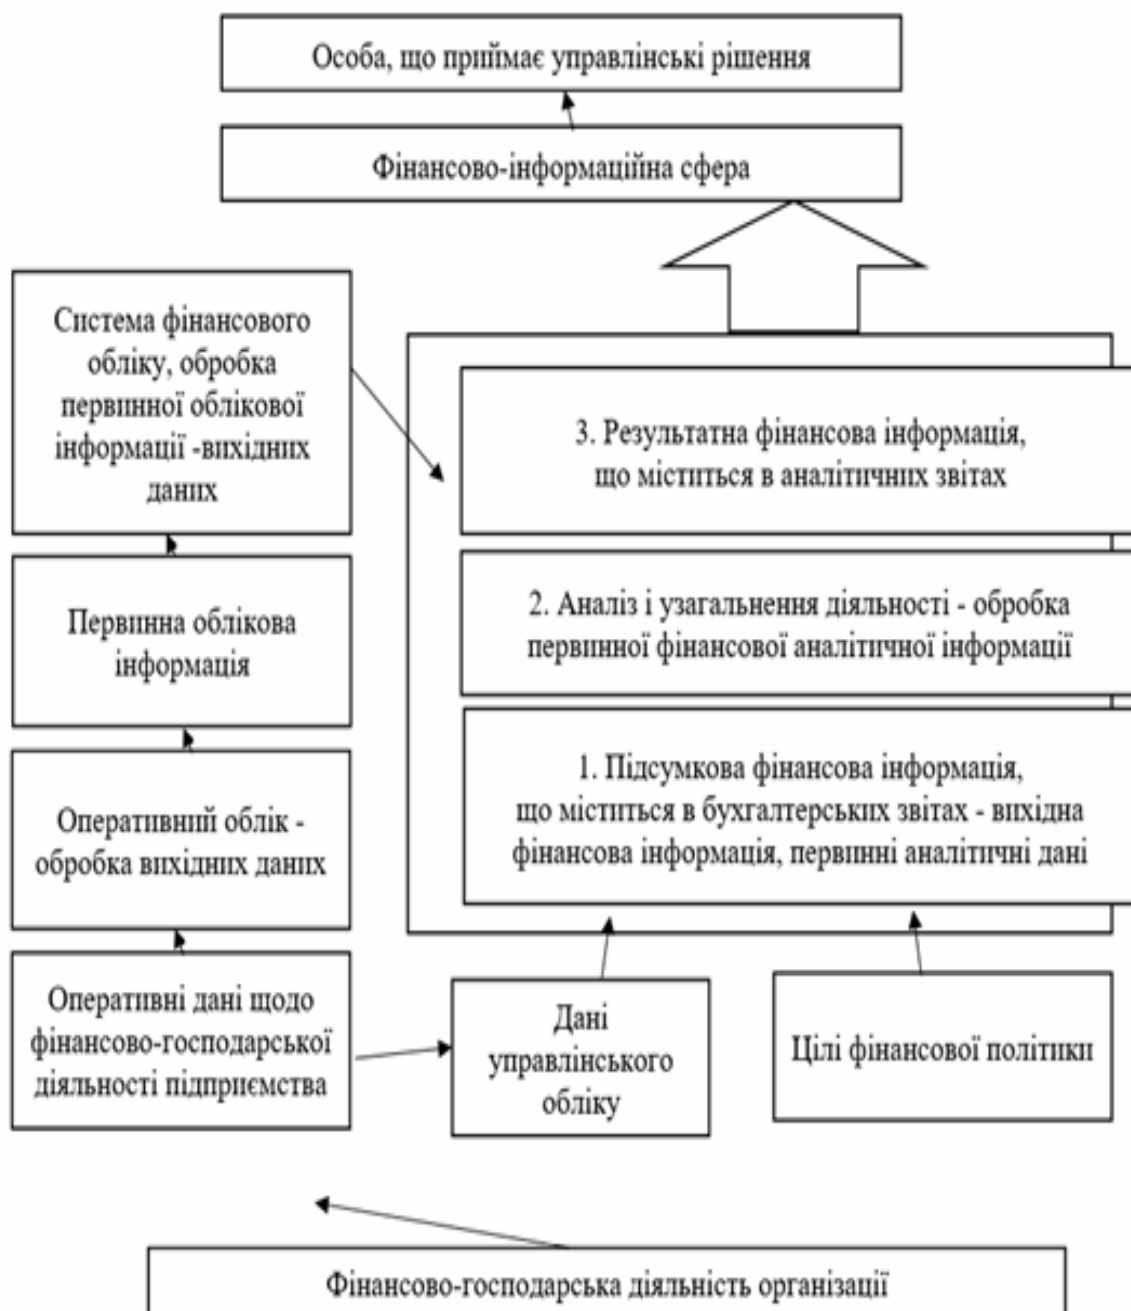 Особа, що приймає управлінські рішення
Фінансово-інформаційна сфера
Система фінансового
обліку, обробка
первинної облікової
інформації -вихідних
даних
Первинна облікова
інформація
Оперативний облік -
обробка вихідних даних
Оперативні дані щодо
фінансово-господарської
діяльності підприємства
3. Результатна фінансова інформація,
що міститься в аналітичних звітах
2. Аналіз і узагальнення діяльності - обробка
первинної фінансової аналітичної інформації
1. Підсумкова фінансова інформація,
що міститься в бухгалтерських звітах - вихідна
фінансова інформація, первинні аналітичні дані
Дані
управлінського
обліку
Цілі фінансової політики
Фінансово-господарська діяльність організації